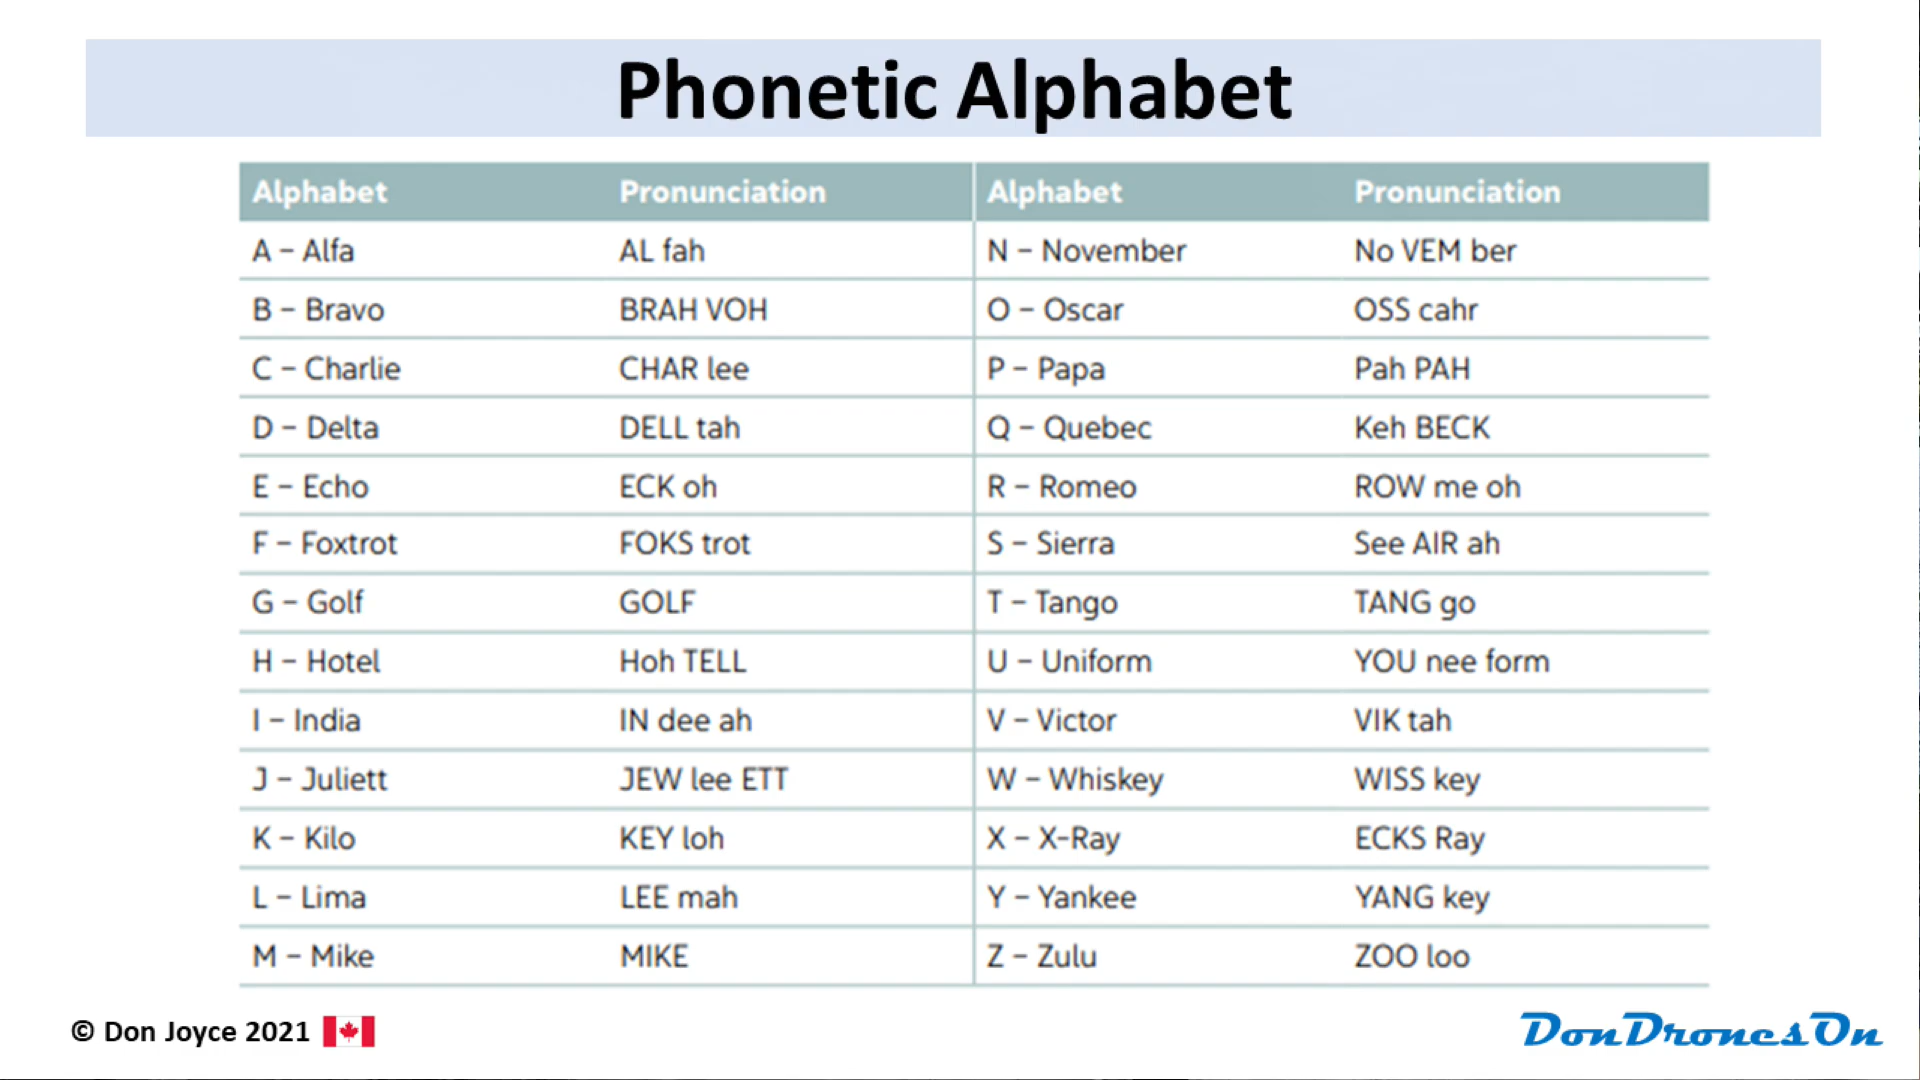 Phonetic Alphabet
Alphabet Pronunciation Alphabet Pronunciation
A – Alfa AL fah N – November No VEM ber
B – Bravo BRAH VOH O – Oscar OSS cahr
C – Charlie CHAR lee P – Papa Pah PAH
D – Delta DELL tah Q – Quebec Keh BECK
E – Echo ECK oh R – Romeo ROW me oh
F – Foxtrot FOKS trot S – Sierra See AIR ah
G – Golf GOLF T – Tango TANG go
H – Hotel Hoh TELL U – Uniform YOU nee form
I – India IN dee ah V – Victor VIK tah
J – Juliett JEW lee ETT W – Whiskey WISS key
K – Kilo KEY loh X – X-Ray ECKS Ray
L – Lima LEE mah Y – Yankee YANG key
M – Mike MIKE Z – Zulu ZOO loo
© Don Joyce 2021 DonDronesOn